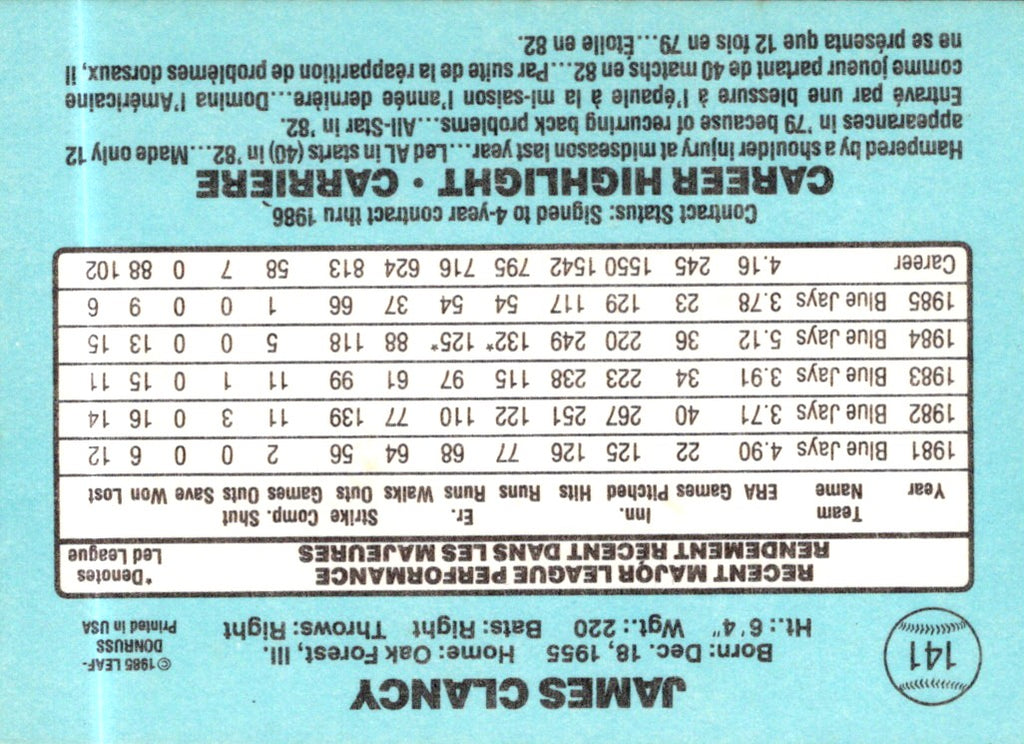 141
JAMES CLANCY
Born: Dec. 18, 1955 Home: Oak Forest, Ill.
Ht.: 6'4" Wgt.: 220 Bats: Right Throws: Right
©1985 LEAF-
DONRUSS
Printed in USA
RECENT MAJOR LEAGUE PERFORMANCE
RENDEMENT RÉCENT DANS LES MAJEURES
*Denotes
Led League
Year Team Name ERA Games Inn. Pitched Hits Runs Er. Runs Walks Strike Outs Comp. Games Shut Outs Save Won Lost
1981 Blue Jays 4.90 22 125 126 77 68 64 56 2 0 0 6 12
1982 Blue Jays 3.71 40 267 251 122 110 77 139 11 3 0 16 14
1983 Blue Jays 3.91 34 223 238 115 97 61 99 11 1 0 15 11
1984 Blue Jays 5.12 36 220 249 132* 125* 88 118 5 0 0 13 15
1985 Blue Jays 3.78 23 129 117 54 54 37 66 1 0 0 9 6
Career 4.16 245 1550 1542 795 716 624 813 58 7 0 88 102
Contract Status: Signed to 4-year contract thru 1986
CAREER HIGHLIGHT • CARRIERE
Hampered by a shoulder injury at midseason last year...Led AL in starts (40) in '82...Made only 12
appearances in '79 because of recurring back problems...All-Star in '82.
Entravé par une blessure à l'épaule à la mi-saison l'année dernière...Domina l'Américaine
comme joueur partant de 40 matchs en 82...Par suite de la réapparition de problèmes dorsaux, il
ne se présenta que 12 fois en 79...Étoile en 82.